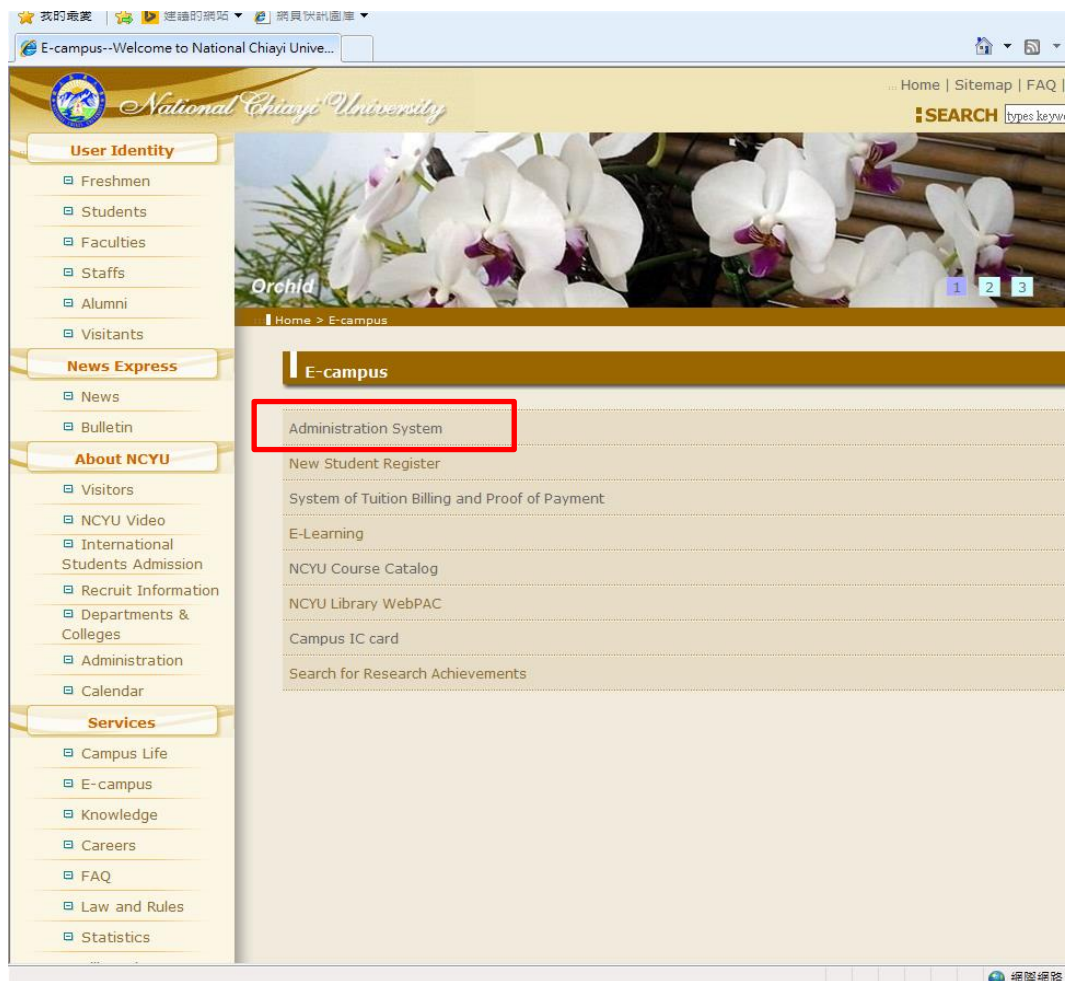 我的最愛 建議的網站 網頁快訊圖庫
E-campus--Welcome to National Chiayi Unive...
National Chiayi University
Home | Sitemap | FAQ |
SEARCH types keywo
User Identity
Freshmen
Students
Faculties
Staffs
Alumni
Visitants
News Express
News
Bulletin
About NCYU
Visitors
NCYU Video
International
Students Admission
Recruit Information
Departments &
Colleges
Administration
Calendar
Services
Campus Life
E-campus
Knowledge
Careers
FAQ
Law and Rules
Statistics
Orchid
1 2 3
Home > E-campus
E-campus
Administration System
New Student Register
System of Tuition Billing and Proof of Payment
E-Learning
NCYU Course Catalog
NCYU Library WebPAC
Campus IC card
Search for Research Achievements
網際網路